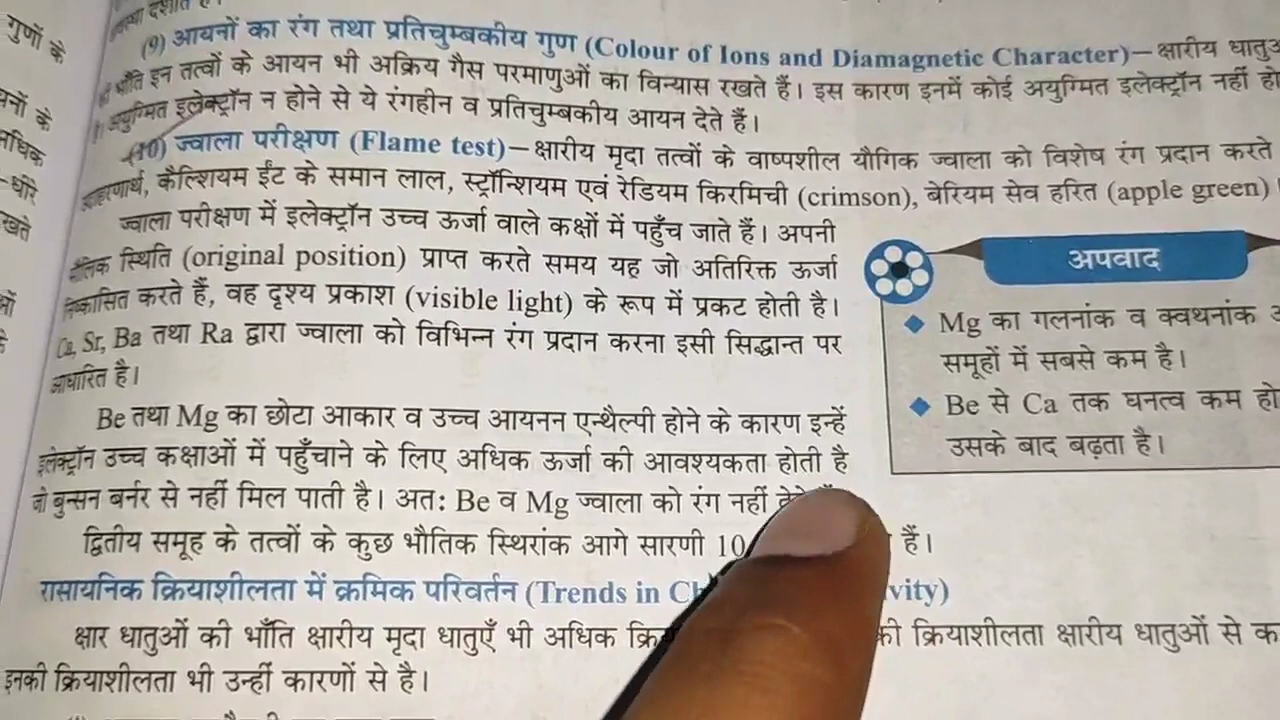 गुणों के
(9) आयनों का रंग तथा प्रतिचुम्बकीय गुण (Colour of Ions and Diamagnetic Character)—क्षारीय
भाँति इन तत्वों के आयन भी अक्रिय गैस परमाणुओं का विन्यास रखते हैं। इस कारण इनमें कोई अयुग्मित इलेक्ट्रॉन नहीं
अयुग्मित इलेक्ट्रॉन न होने से ये रंगहीन व प्रतिचुम्बकीय आयन देते हैं।
(10) ज्वाला परीक्षण (Flame test)—क्षारीय मृदा तत्वों के वाष्पशील यौगिक ज्वाला को विशेष रंग प्रदान करते
कैल्शियम ईंट के समान लाल, स्ट्रॉन्शियम एवं रेडियम किरमिची (crimson), बेरियम सेव हरित (apple green)
ज्वाला परीक्षण में इलेक्ट्रॉन उच्च ऊर्जा वाले कक्षों में पहुँच जाते हैं। अपनी
स्थिति (original position) प्राप्त करते समय यह जो अतिरिक्त ऊर्जा
निष्कासित करते हैं, वह दृश्य प्रकाश (visible light) के रूप में प्रकट होती है।
Ca, Sr, Ba तथा Ra द्वारा ज्वाला को विभिन्न रंग प्रदान करना इसी सिद्धान्त पर
आधारित है।
Be तथा Mg का छोटा आकार व उच्च आयनन एन्थैल्पी होने के कारण इन्हें
इलेक्ट्रॉन उच्च कक्षाओं में पहुँचाने के लिए अधिक ऊर्जा की आवश्यकता होती है
जो बुन्सन बर्नर से नहीं मिल पाती है। अतः Be व Mg ज्वाला को रंग नहीं
द्वितीय समूह के तत्वों के कुछ भौतिक स्थिरांक आगे सारणी 10 हैं।
रासायनिक क्रियाशीलता में क्रमिक परिवर्तन (Trends in
क्षार धातुओं की भाँति क्षारीय मृदा धातुएँ भी अधिक की क्रियाशीलता क्षारीय धातुओं से
इनकी क्रियाशीलता भी उन्हीं कारणों से है।
अपवाद
Mg का गलनांक व क्वथनांक
समूहों में सबसे कम है।
Be से Ca तक घनत्व कम
उसके बाद बढ़ता है।